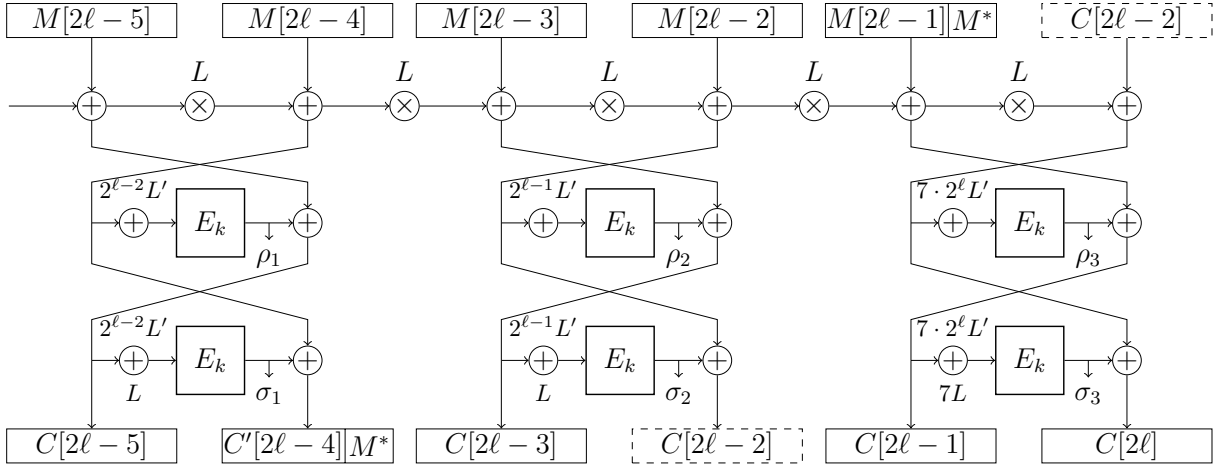 M[2ℓ − 5] M[2ℓ − 4] M[2ℓ − 3] M[2ℓ − 2] M[2ℓ − 1] M* C[2ℓ − 2]
L L L L L
+ × + × + × + × + × +
2^{ℓ−2}L′ 2^{ℓ−1}L′ 7 · 2^ℓL′
+ E_k + + E_k + + E_k +
ρ₁ ρ₂ ρ₃
2^{ℓ−2}L′ 2^{ℓ−1}L′ 7 · 2^ℓL′
+ E_k + + E_k + + E_k +
L σ₁ L σ₂ 7L σ₃
C[2ℓ − 5] C′[2ℓ − 4] M* C[2ℓ − 3] C[2ℓ − 2] C[2ℓ − 1] C[2ℓ]